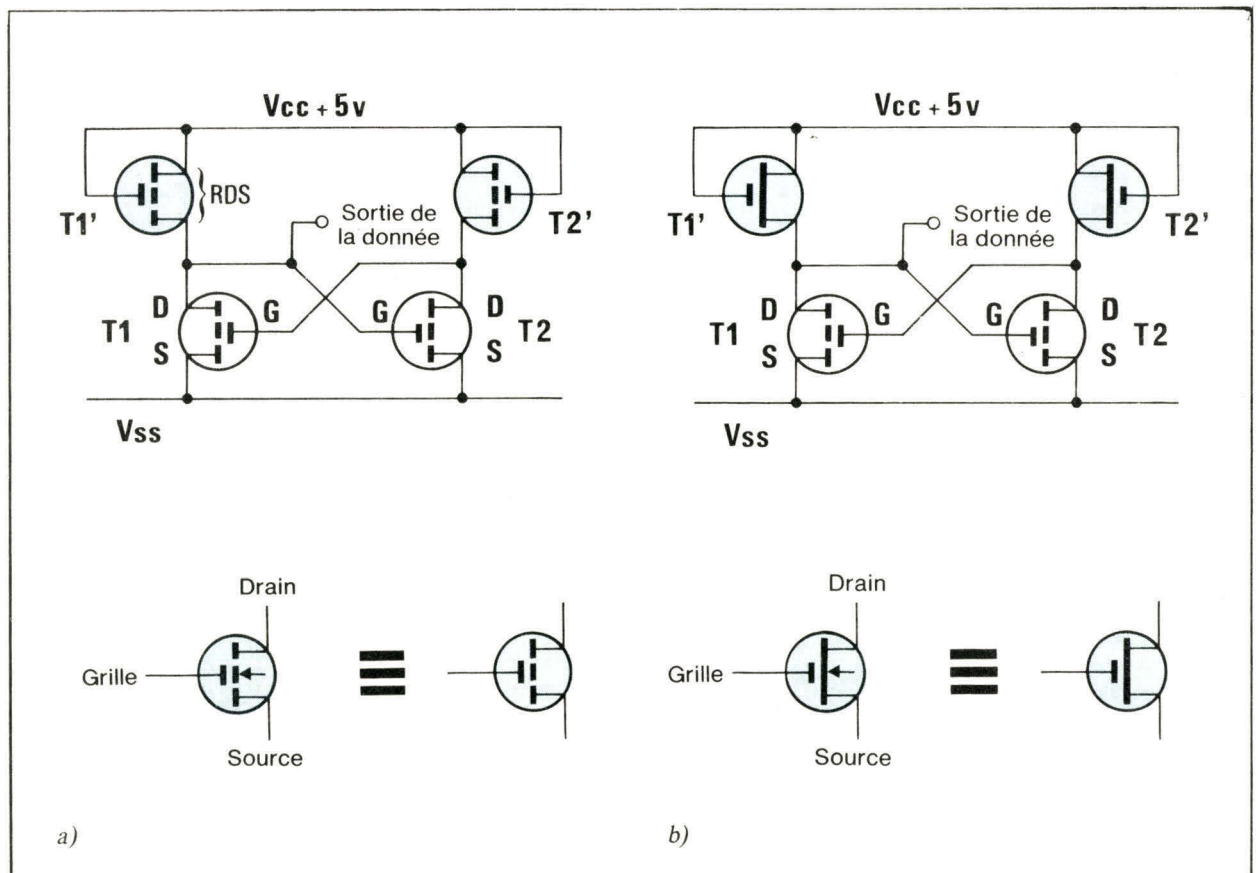 Vcc + 5v
RDS
T1'
Sortie de
la donnée
T2'
D
G
G
D
T1
T2
S
S
Vss
Drain
Grille
Source
a)
Vcc + 5v
T1'
Sortie de
la donnée
T2'
D
G
G
D
T1
T2
S
S
Vss
Drain
Grille
Source
b)